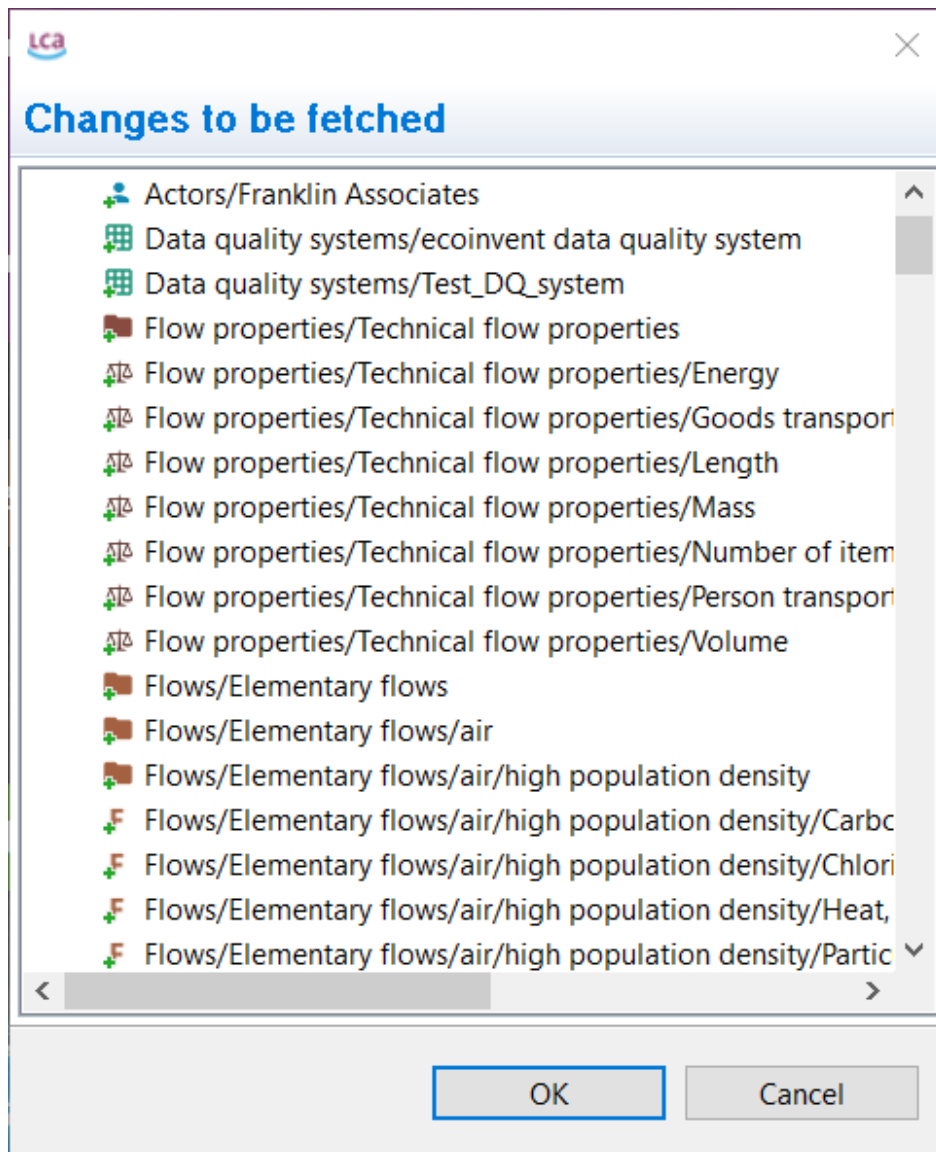 LCA
Changes to be fetched
Actors/Franklin Associates
Data quality systems/ecoinvent data quality system
Data quality systems/Test_DQ_system
Flow properties/Technical flow properties
Flow properties/Technical flow properties/Energy
Flow properties/Technical flow properties/Goods transport
Flow properties/Technical flow properties/Length
Flow properties/Technical flow properties/Mass
Flow properties/Technical flow properties/Number of item
Flow properties/Technical flow properties/Person transport
Flow properties/Technical flow properties/Volume
Flows/Elementary flows
Flows/Elementary flows/air
Flows/Elementary flows/air/high population density
Flows/Elementary flows/air/high population density/Carbo
Flows/Elementary flows/air/high population density/Chlori
Flows/Elementary flows/air/high population density/Heat,
Flows/Elementary flows/air/high population density/Partic
OK Cancel